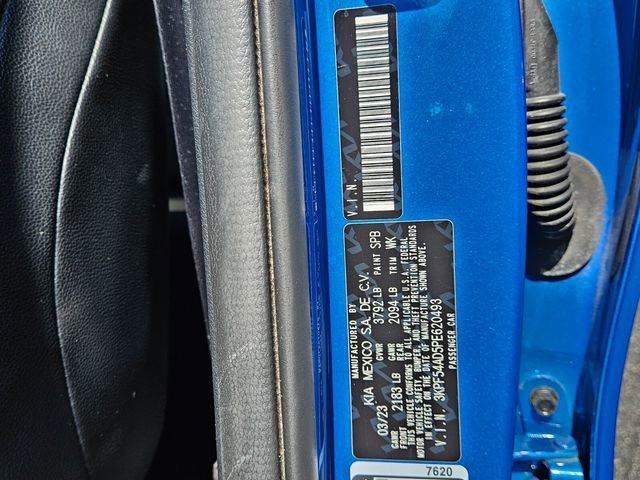 V.I.N.
MANUFACTURED BY
KIA MEXICO S.A. DE C.V.
03/23 GVWR 3792 LB PAINT SPB
GAWR FRONT 2183 LB GAWR REAR 2094 LB TRIM WK
THIS VEHICLE CONFORMS TO ALL APPLICABLE U.S.A. FEDERAL
MOTOR VEHICLE SAFETY, BUMPER, AND THEFT PREVENTION STANDARDS
IN EFFECT ON THE DATE OF MANUFACTURE SHOWN ABOVE.
V.I.N. 3KPF54AD5PE620493
PASSENGER CAR
7620